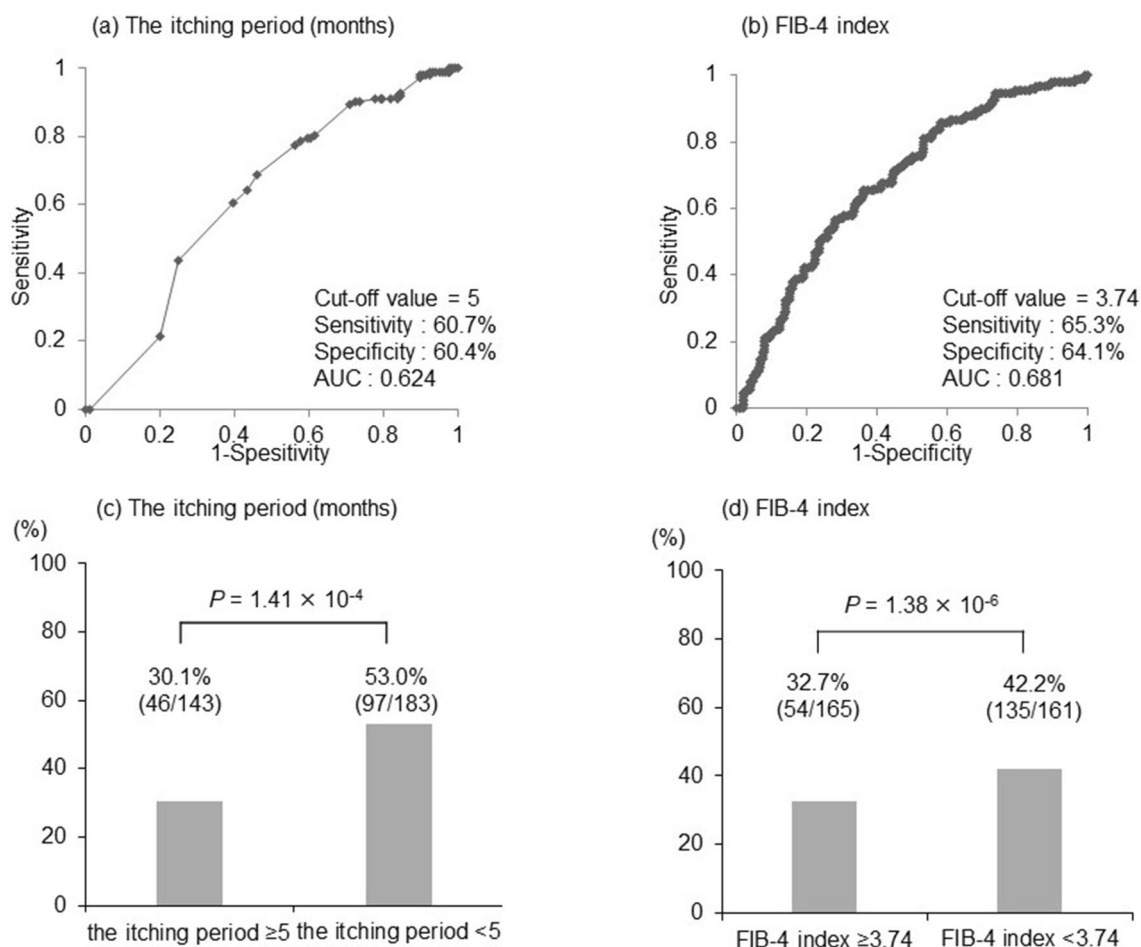 (a) The itching period (months)
1
0.8
0.6
0.4
0.2
0
Sensitivity
Cut-off value = 5
Sensitivity : 60.7%
Specificity : 60.4%
AUC : 0.624
0 0.2 0.4 0.6 0.8 1
1-Spesitivity
(b) FIB-4 index
1
0.8
0.6
0.4
0.2
0
Sensitivity
Cut-off value = 3.74
Sensitivity : 65.3%
Specificity : 64.1%
AUC : 0.681
0 0.2 0.4 0.6 0.8 1
1-Specificity
(c) The itching period (months)
(%)
100
80
60
40
20
0
P = 1.41 × 10-4
30.1%
(46/143)
53.0%
(97/183)
the itching period ≥5 the itching period <5
(d) FIB-4 index
(%)
100
80
60
40
20
0
P = 1.38 × 10-6
32.7%
(54/165)
42.2%
(135/161)
FIB-4 index ≥3.74 FIB-4 index <3.74